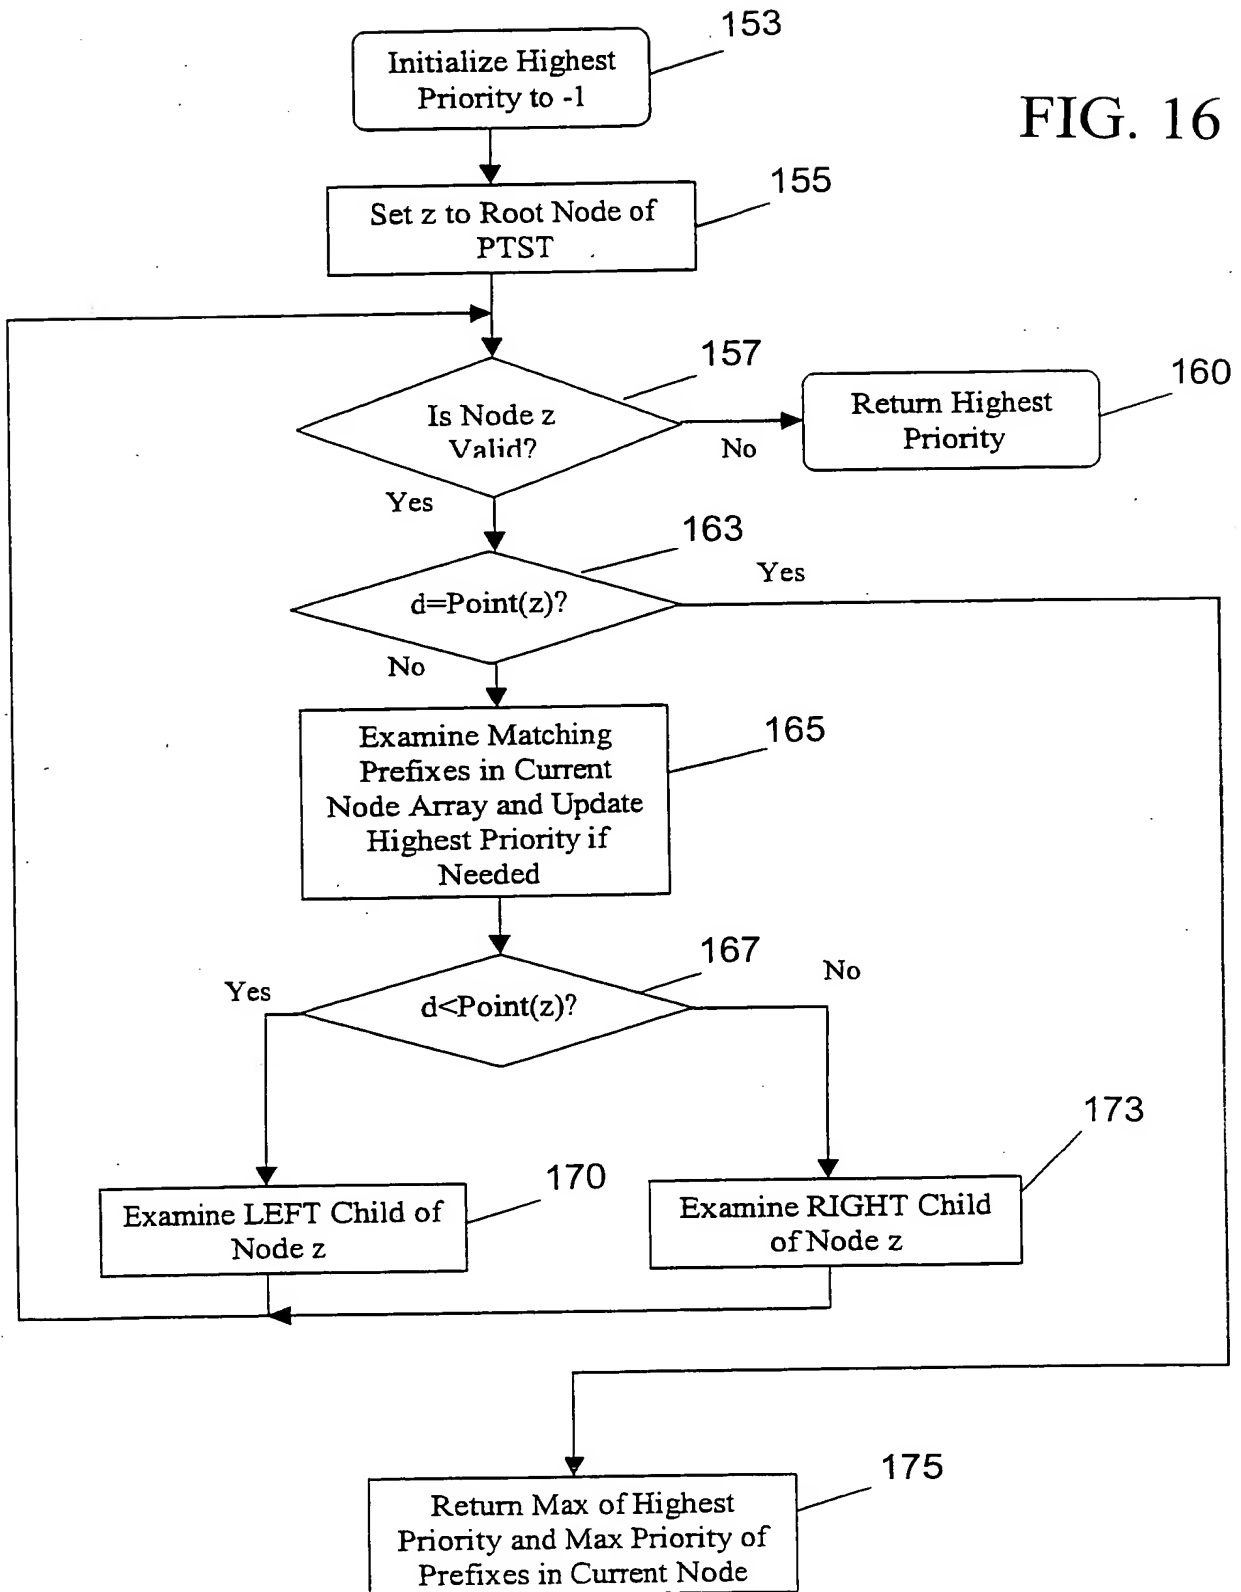 153
Initialize Highest
Priority to -1
FIG. 16
155
Set z to Root Node of
PTST
157
Is Node z
Valid?
No
160
Return Highest
Priority
Yes
163
d=Point(z)?
Yes
No
165
Examine Matching
Prefixes in Current
Node Array and Update
Highest Priority if
Needed
167
d<Point(z)?
Yes
No
170
Examine LEFT Child of
Node z
173
Examine RIGHT Child
of Node z
175
Return Max of Highest
Priority and Max Priority of
Prefixes in Current Node